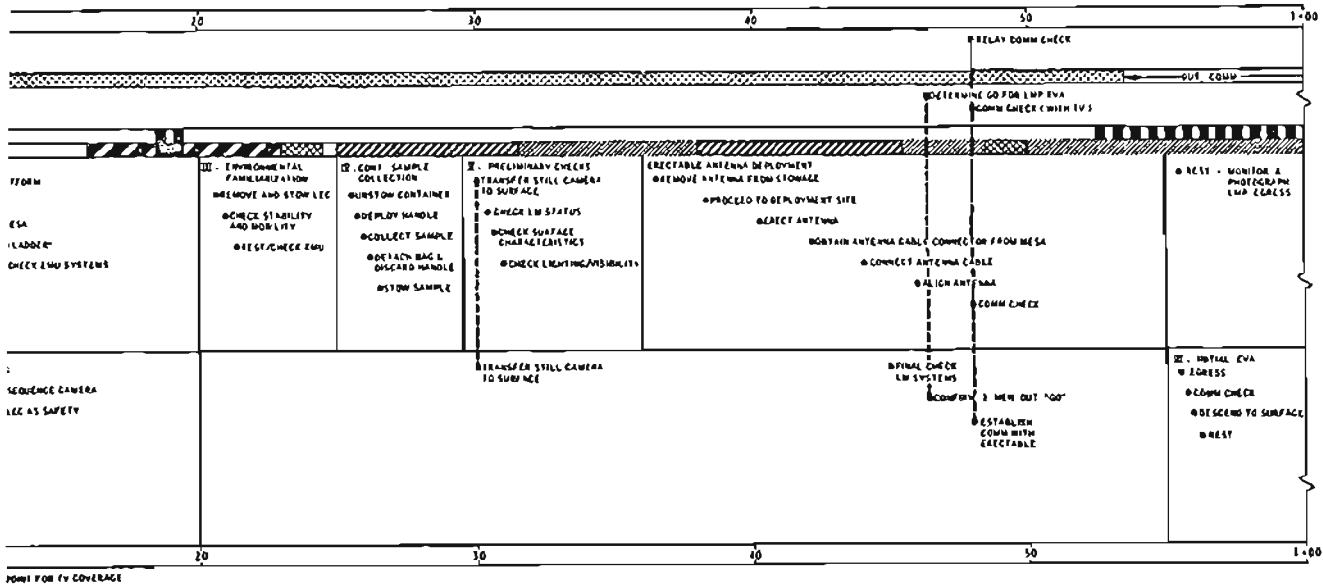 20 30 40 50 1+00
RELAY COMM CHECK
OUT, COMM
DETERMINE GO FOR LMP EVA
COMM CHECK (WITH TV)
III - ENVIRONMENTAL
FAMILIARIZATION
REMOVE AND STOW LEC
CHECK STABILITY
AND MOBILITY
TEST/CHECK EMU
IV - CONT. SAMPLE
COLLECTION
UNSTOW CONTAINER
DEPLOY HANDLE
COLLECT SAMPLE
DETACH BAG &
DISCARD HANDLE
STOW SAMPLE
V - PRELIMINARY CHECKS
TRANSFER STILL CAMERA
TO SURFACE
CHECK LM STATUS
CHECK SURFACE
CHARACTERISTICS
CHECK LIGHTING/VISIBILITY
ERECTABLE ANTENNA DEPLOYMENT
REMOVE ANTENNA FROM STOWAGE
PROCEED TO DEPLOYMENT SITE
ERECT ANTENNA
OBTAIN ANTENNA CABLE CONNECTOR FROM MESA
CONNECT ANTENNA CABLE
ALIGN ANTENNA
COMM CHECK
REST - MONITOR &
PHOTOGRAPH
LMP EGRESS
TFORM
ESA
LADDER
CHECK EMU SYSTEMS
SEQUENCE CAMERA
LEC AS SAFETY
TRANSFER STILL CAMERA
TO SURFACE
FINAL CHECK
LM SYSTEMS
CONFIRM 2 MEN OUT "GO"
ESTABLISH
COMM WITH
ERECTABLE
INITIAL EVA
EGRESS
COMM CHECK
DESCEND TO SURFACE
REST
20 30 40 50 1+00
POINT FOR TV COVERAGE